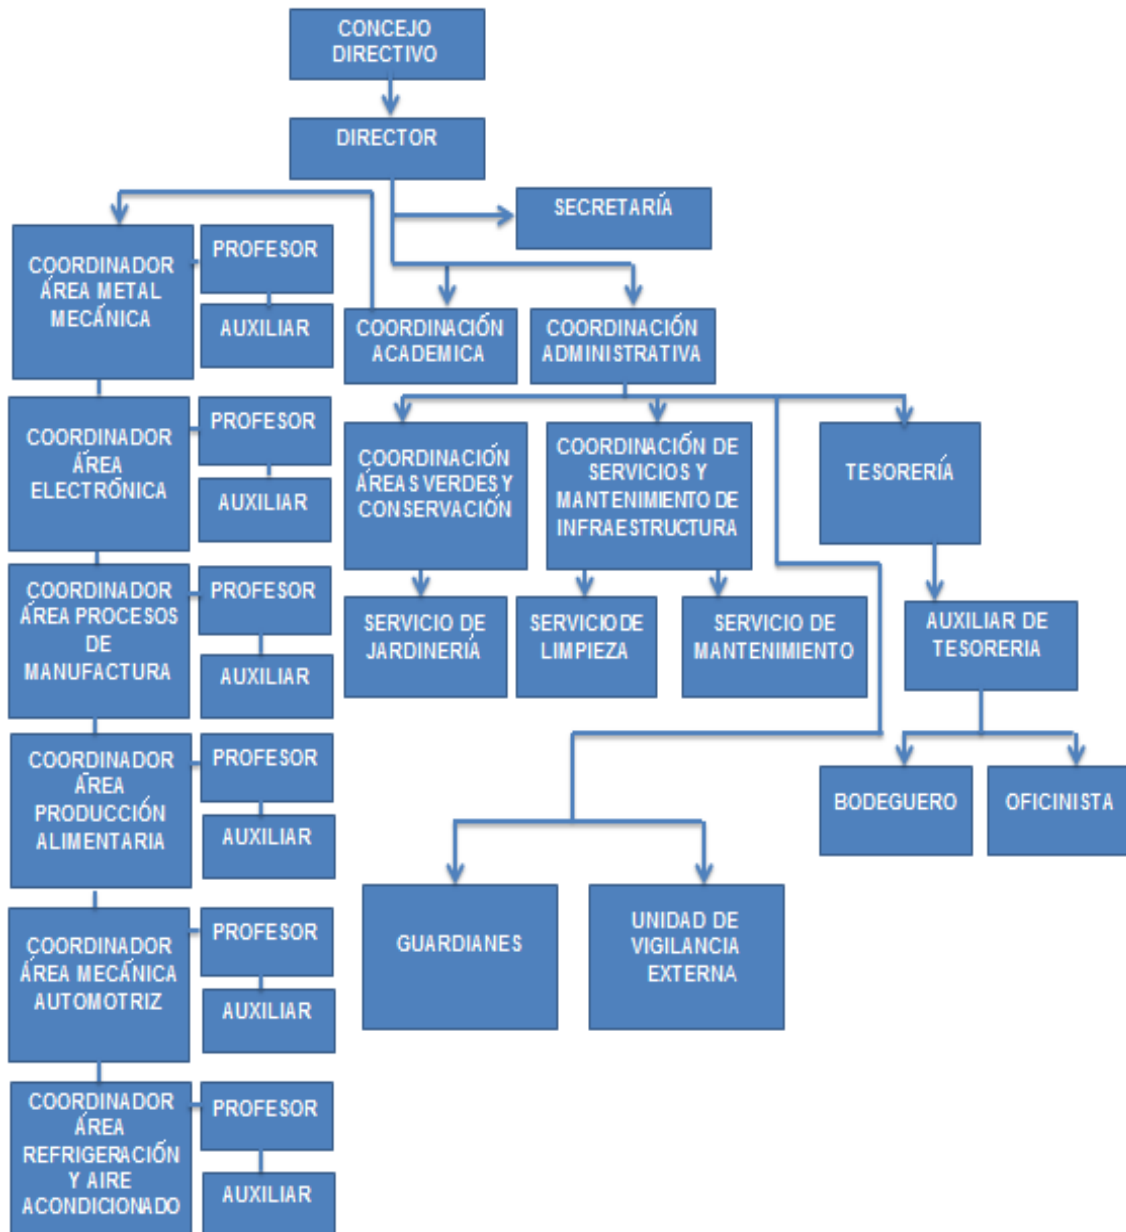 CONCEJO
DIRECTIVO
DIRECTOR
SECRETARÍA
COORDINADOR
ÁREA METAL
MECÁNICA
PROFESOR
AUXILIAR
COORDINACIÓN
ACADEMICA
COORDINACIÓN
ADMINISTRATIVA
COORDINADOR
ÁREA
ELECTRÓNICA
PROFESOR
AUXILIAR
COORDINACIÓN
ÁREAS VERDES Y
CONSERVACIÓN
COORDINACIÓN DE
SERVICIOS Y
MANTENIMIENTO DE
INFRAESTRUCTURA
TESORERÍA
COORDINADOR
ÁREA PROCESOS
DE
MANUFACTURA
PROFESOR
AUXILIAR
SERVICIO DE
JARDINERÍA
SERVICIO DE
LIMPIEZA
SERVICIO DE
MANTENIMIENTO
AUXILIAR DE
TESORERIA
COORDINADOR
ÁREA
PRODUCCIÓN
ALIMENTARIA
PROFESOR
AUXILIAR
BODEGUERO
OFICINISTA
COORDINADOR
ÁREA MECÁNICA
AUTOMOTRIZ
PROFESOR
AUXILIAR
GUARDIANES
UNIDAD DE
VIGILANCIA
EXTERNA
COORDINADOR
ÁREA
REFRIGERACIÓN
Y AIRE
ACONDICIONADO
PROFESOR
AUXILIAR